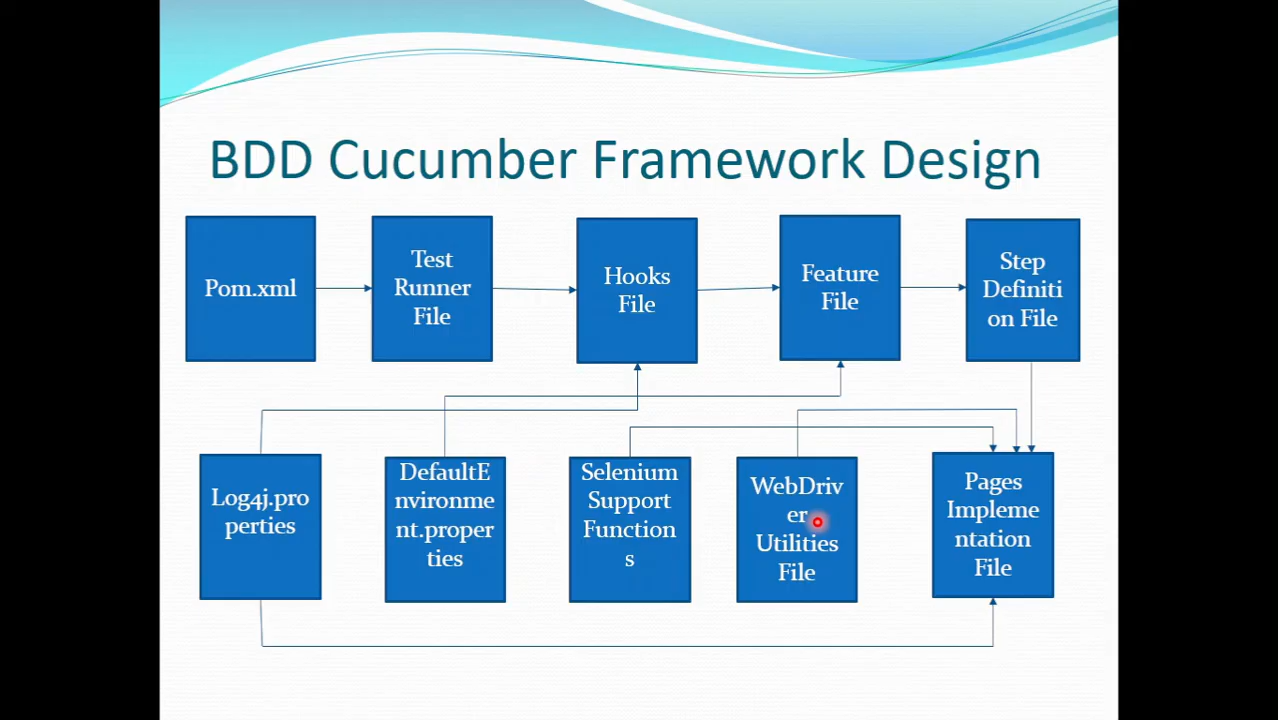 BDD Cucumber Framework Design
Pom.xml
Test
Runner
File
Hooks
File
Feature
File
Step
Definiti
on File
Log4j.pro
perties
DefaultE
nvironme
nt.proper
ties
Selenium
Support
Function
s
WebDriv
er
Utilities
File
Pages
Impleme
ntation
File